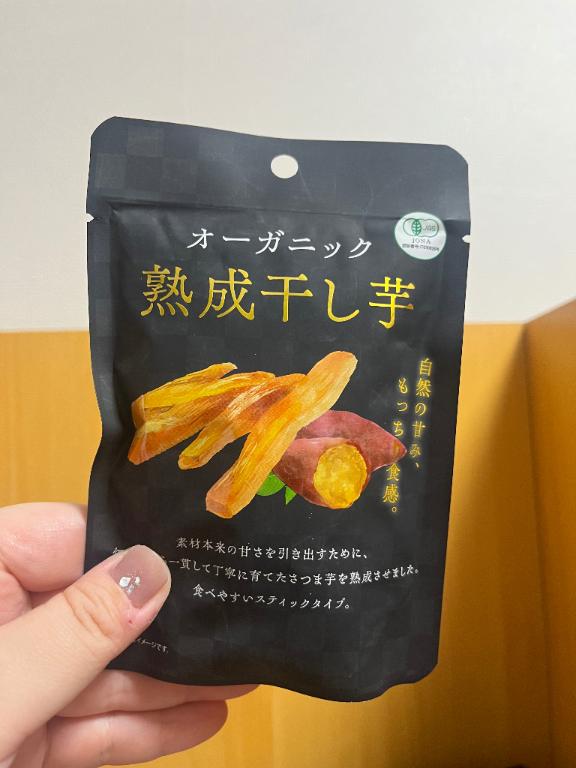 オーガニック
JAS
JONA
熟成干し芋
自然の甘み、
もっち 食感。
素材本来の甘さを引き出すために、
一貫して丁寧に育てたさつま芋を熟成させました。
食べやすいスティックタイプ。
イメージです。